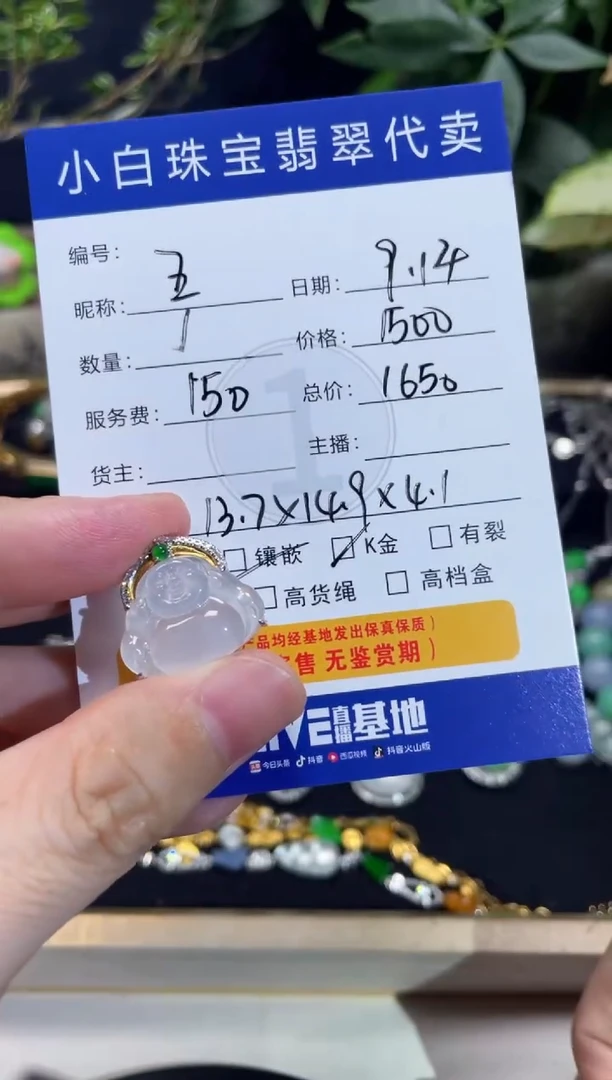 小白珠宝翡翠代卖
编号：
昵称： 王 日期： 9.14
数量： 1 价格： 1500
服务费： 150 总价： 1650
货主： 主播：
13.7×14.9×4.1
镶嵌 K金 有裂
高货绳 高档盒
品均经基地发出保真保质）
售 无鉴赏期）
直播基地
今日头条 抖音 西瓜视频 抖音火山版